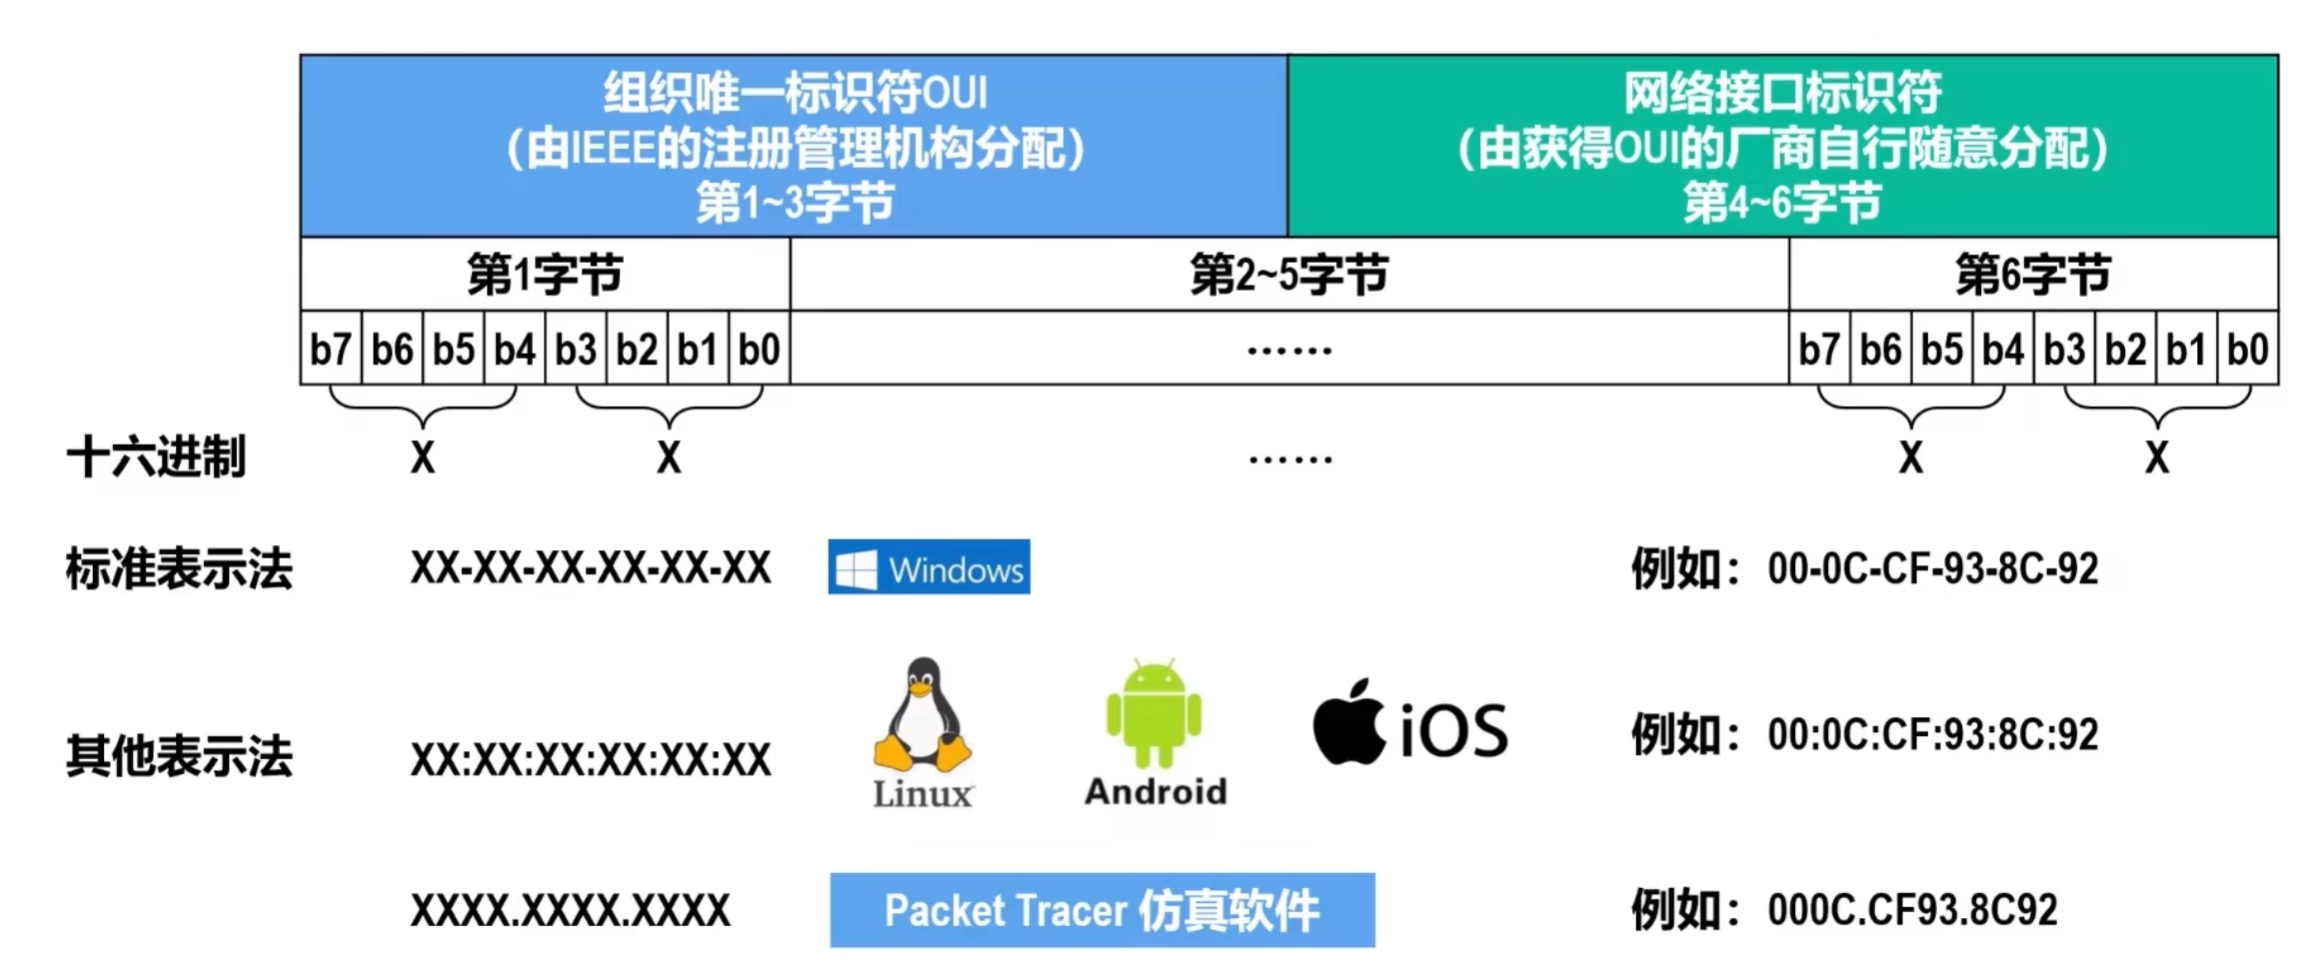 组织唯一标识符OUI
（由IEEE的注册管理机构分配）
第1~3字节
网络接口标识符
（由获得OUI的厂商自行随意分配）
第4~6字节
第1字节
第2~5字节
第6字节
b7 b6 b5 b4 b3 b2 b1 b0
……
b7 b6 b5 b4 b3 b2 b1 b0
十六进制 X X …… X X
标准表示法 XX-XX-XX-XX-XX-XX Windows 例如：00-0C-CF-93-8C-92
其他表示法 XX:XX:XX:XX:XX:XX Linux Android iOS 例如：00:0C:CF:93:8C:92
XXXX.XXXX.XXXX Packet Tracer 仿真软件 例如：000C.CF93.8C92